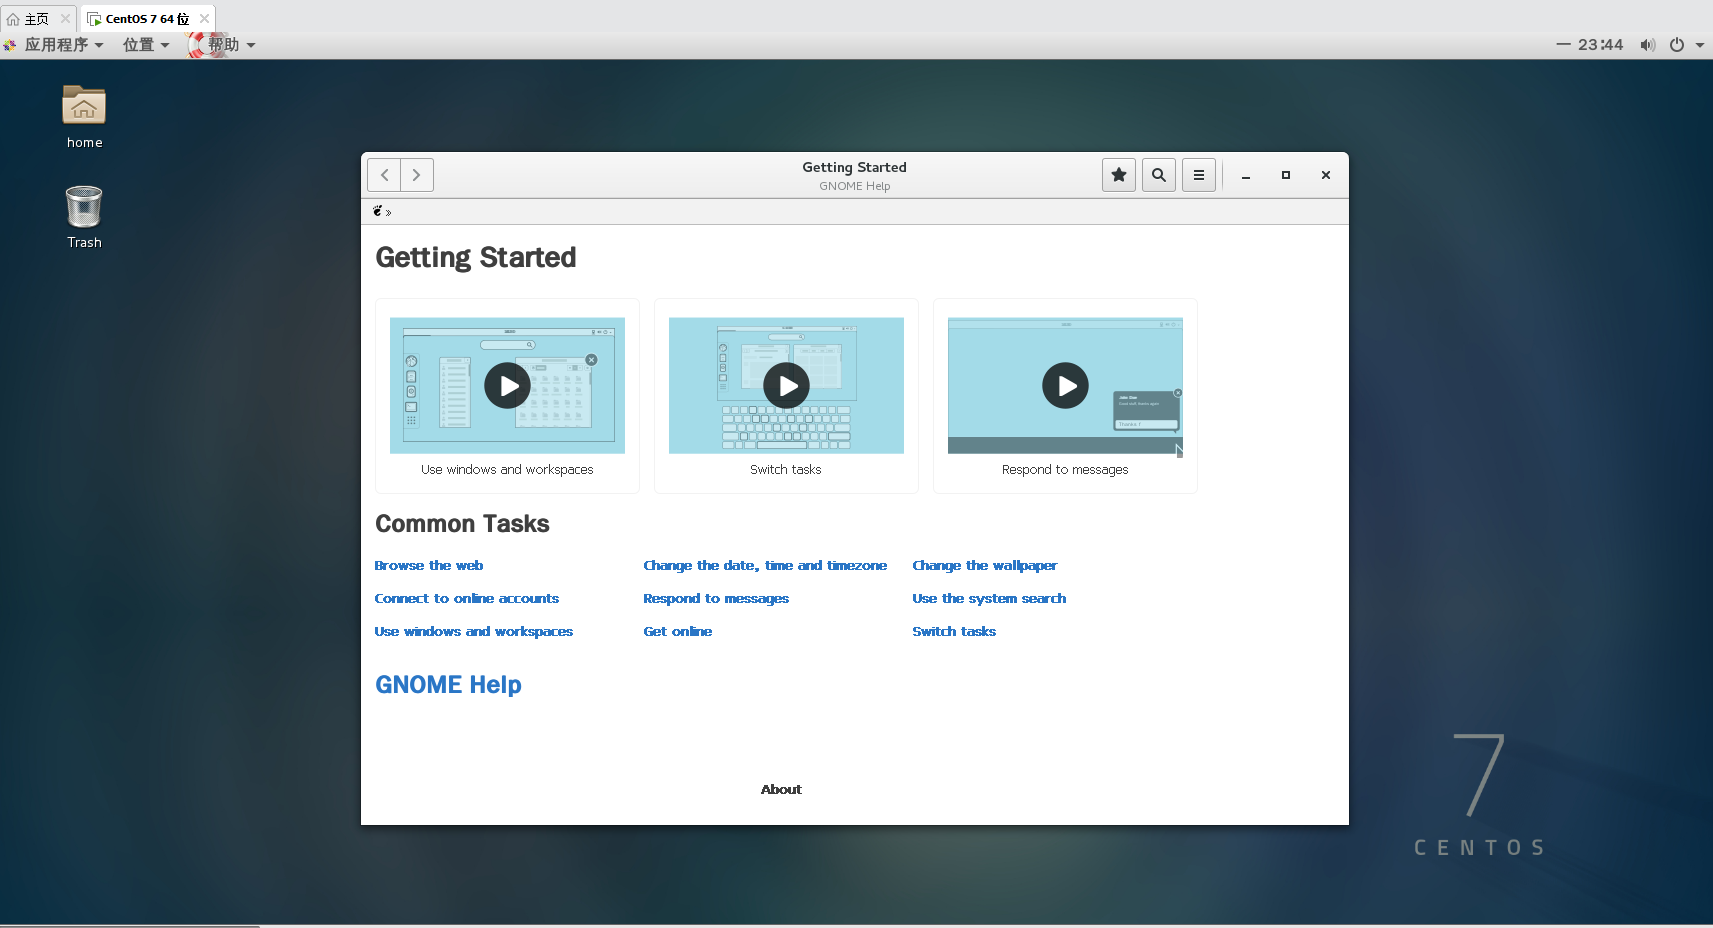 主页
CentOS 7 64 位
应用程序
位置
帮助
一 23:44
home
Trash
Getting Started
GNOME Help
»
Getting Started
Use windows and workspaces
Switch tasks
Respond to messages
Common Tasks
Browse the web
Change the date, time and timezone
Change the wallpaper
Connect to online accounts
Respond to messages
Use the system search
Use windows and workspaces
Get online
Switch tasks
GNOME Help
About
7
CENTOS